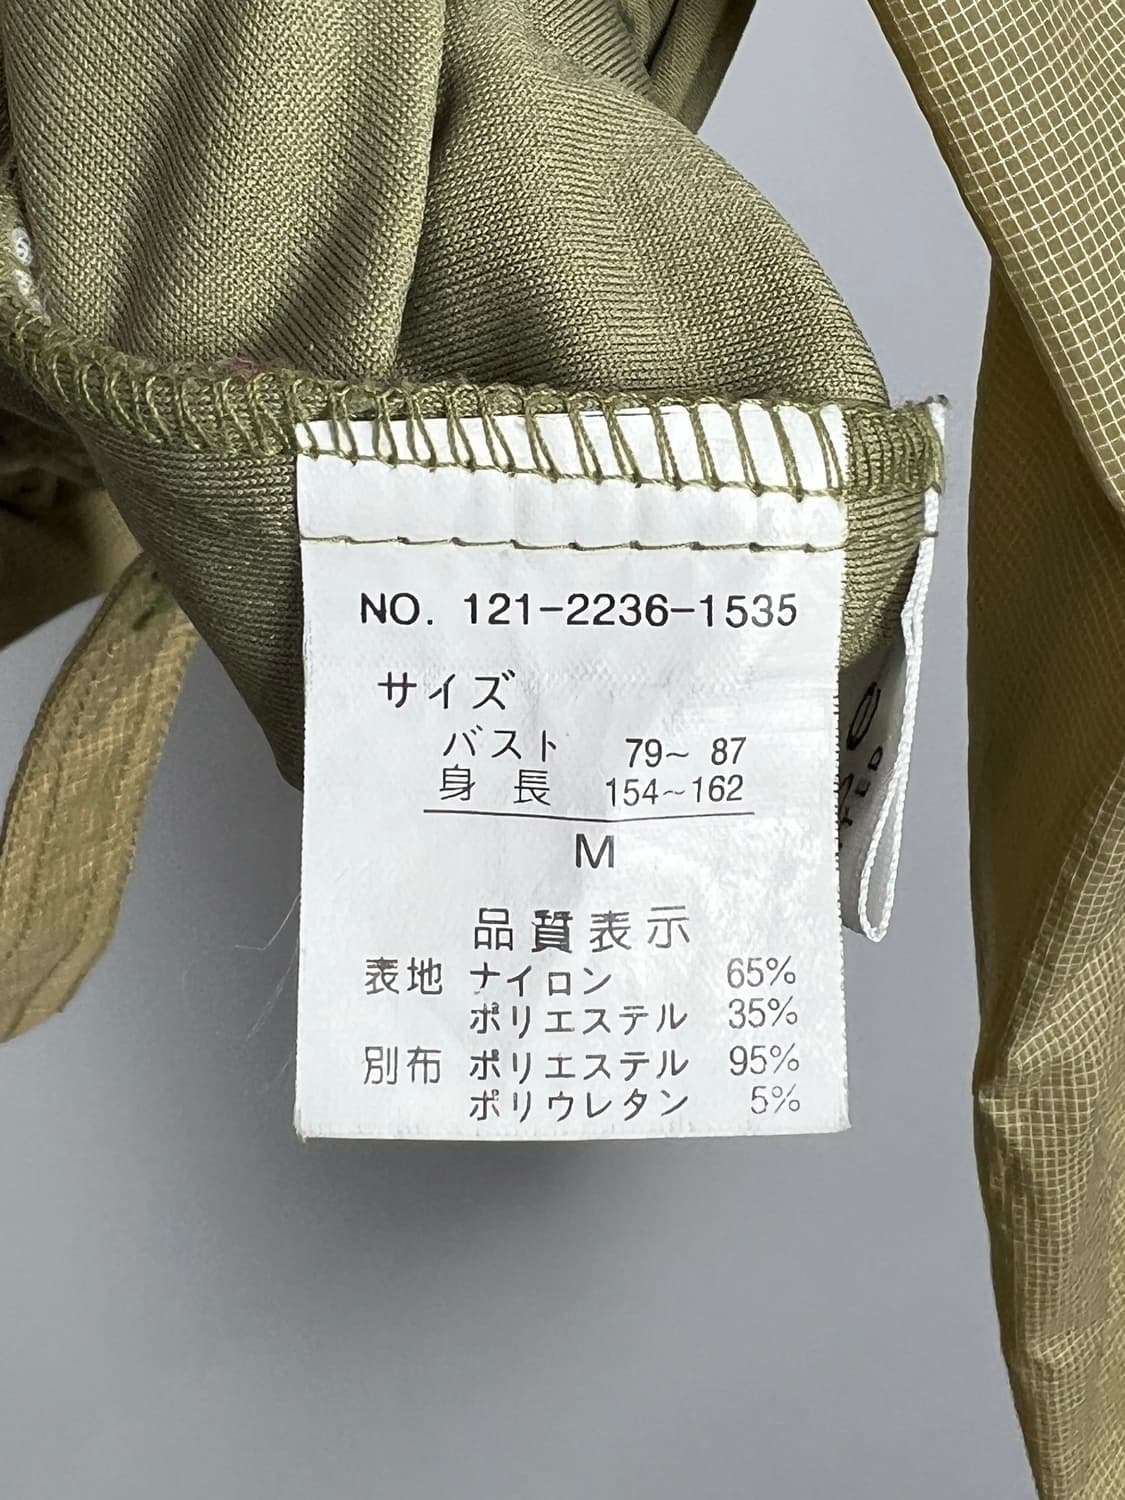 NO. 121-2236-1535
サイズ
バスト 79~ 87
身長 154~162
M
品質表示
表地 ナイロン 65%
ポリエステル 35%
別布 ポリエステル 95%
ポリウレタン 5%